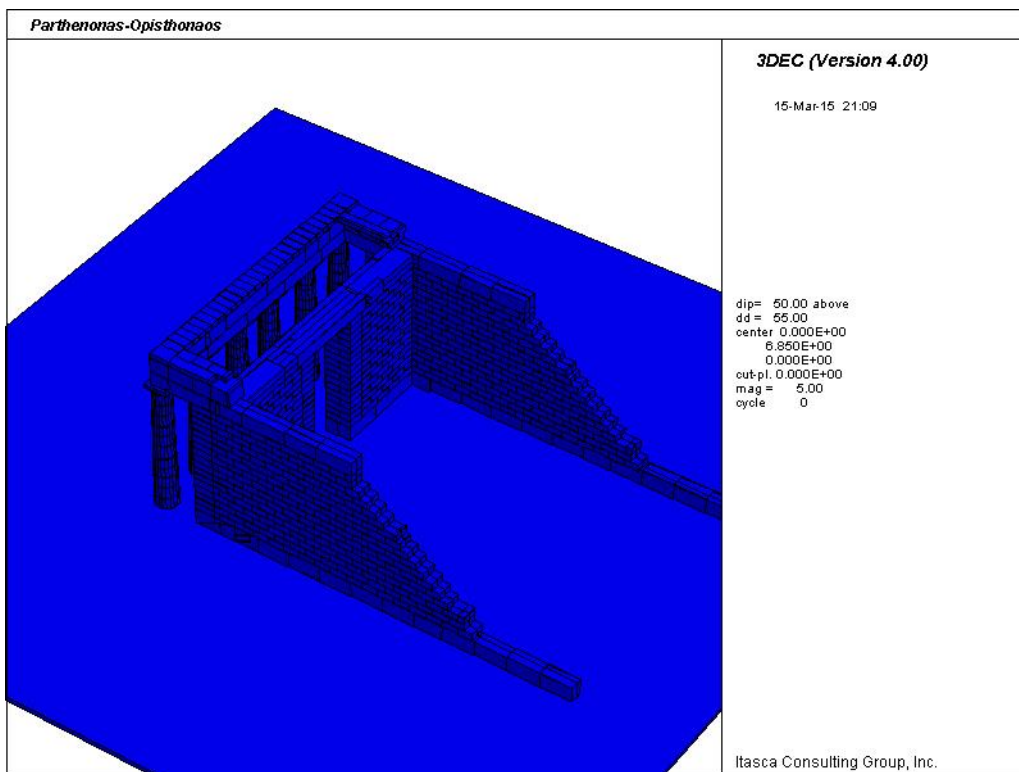 Parthenonas-Opisthonaos
3DEC (Version 4.00)
15-Mar-15 21:09
dip= 50.00 above
dd = 55.00
center 0.000E+00
6.850E+00
0.000E+00
cut-pl. 0.000E+00
mag = 5.00
cycle 0
Itasca Consulting Group, Inc.